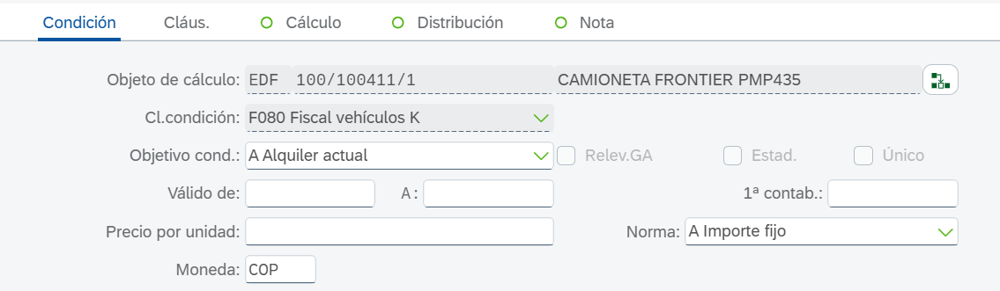 Condición Cláus. Cálculo Distribución Nota
Objeto de cálculo: EDF 100/100411/1 CAMIONETA FRONTIER PMP435
Cl.condición: F080 Fiscal vehículos K
Objetivo cond.: A Alquiler actual Relev.GA Estad. Único
Válido de: A: 1ª contab.:
Precio por unidad: Norma: A Importe fijo
Moneda: COP